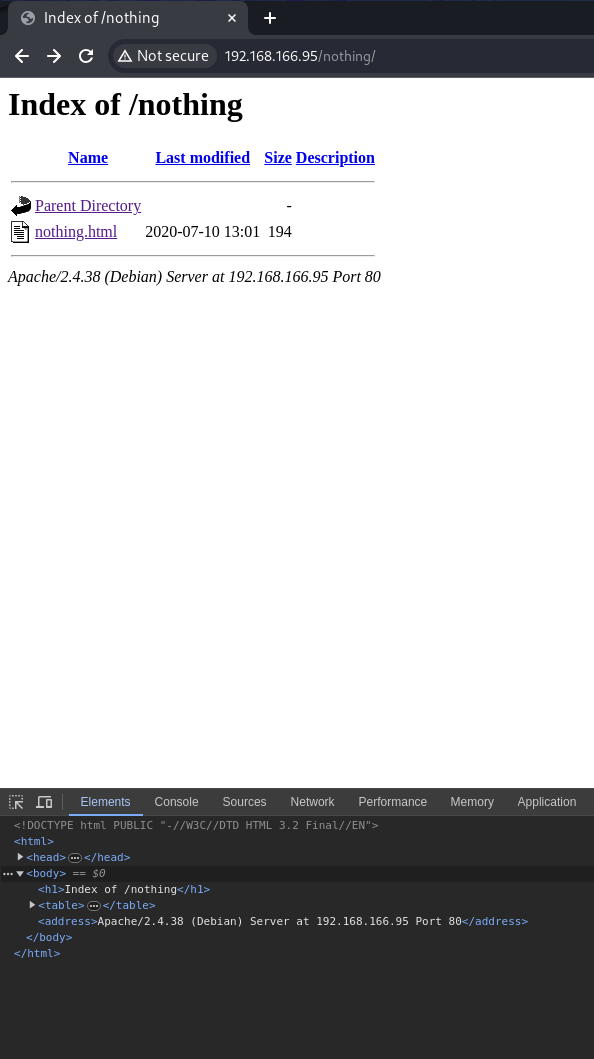 Index of /nothing
Not secure 192.168.166.95/nothing/
Index of /nothing
Name Last modified Size Description
Parent Directory -
nothing.html 2020-07-10 13:01 194
Apache/2.4.38 (Debian) Server at 192.168.166.95 Port 80
Elements Console Sources Network Performance Memory Application
<!DOCTYPE html PUBLIC "-//W3C//DTD HTML 3.2 Final//EN">
<html>
<head>…</head>
<body> == $0
<h1>Index of /nothing</h1>
<table>…</table>
<address>Apache/2.4.38 (Debian) Server at 192.168.166.95 Port 80</address>
</body>
</html>